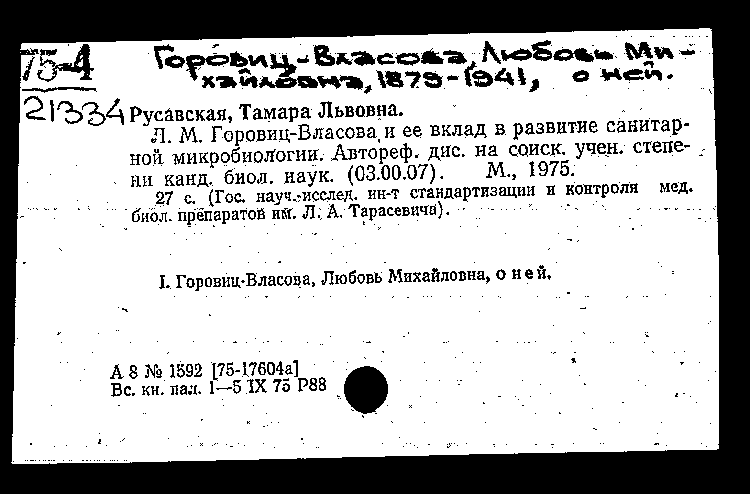 75-4
21334
Горовиц-Власова, Любовь Ми-
хайловна, 1879-1941, о ней.
Русавская, Тамара Львовна.
Л. М. Горовиц-Власова и ее вклад в развитие санитар-
ной микробиологии. Автореф. дис. на соиск. учен. степе-
ни канд. биол. наук. (03.00.07). М., 1975.
27 с. (Гос. науч.-исслед. ин-т стандартизации и контроля мед.
биол. препаратов им. Л. А. Тарасевича).
I. Горовиц-Власова, Любовь Михайловна, о ней.
А 8 № 1592 [75-17604а]
Вс. кн. пал. 1—5 IX 75 Р88